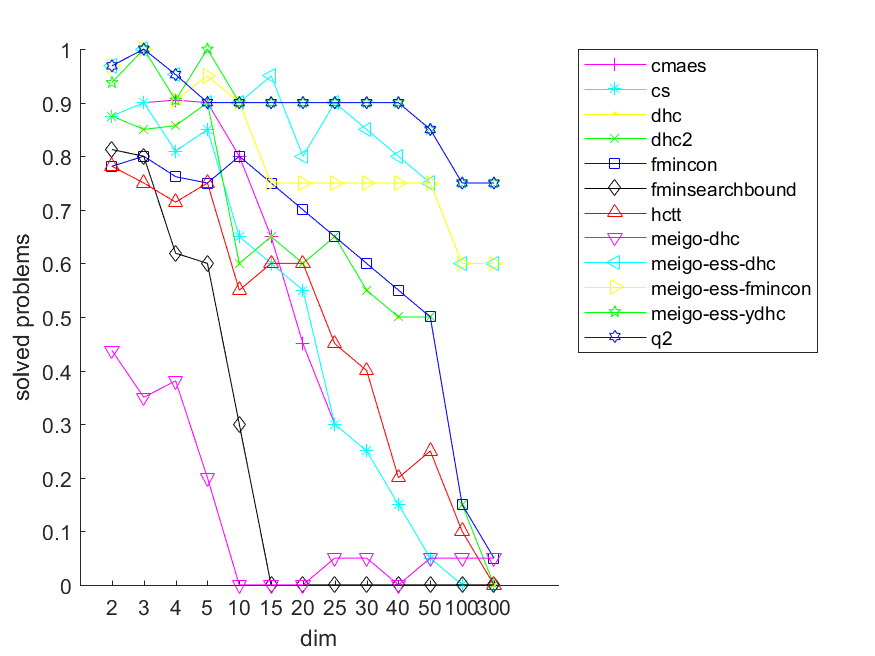 1
0.9
0.8
0.7
0.6
0.5
0.4
0.3
0.2
0.1
0
solved problems
2 3 4 5 10 15 20 25 30 40 50 100 300
dim
cmaes
cs
dhc
dhc2
fmincon
fminsearchbound
hctt
meigo-dhc
meigo-ess-dhc
meigo-ess-fmincon
meigo-ess-ydhc
q2